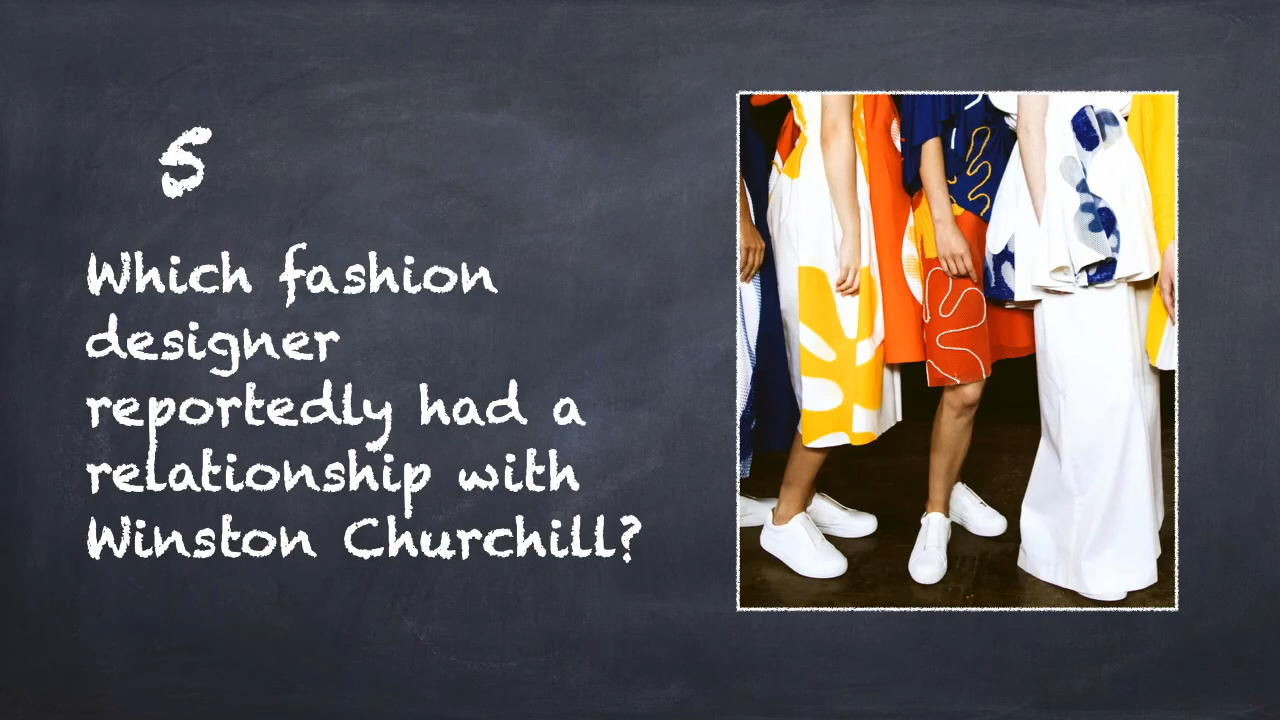 5
Which fashion
designer
reportedly had a
relationship with
Winston Churchill?